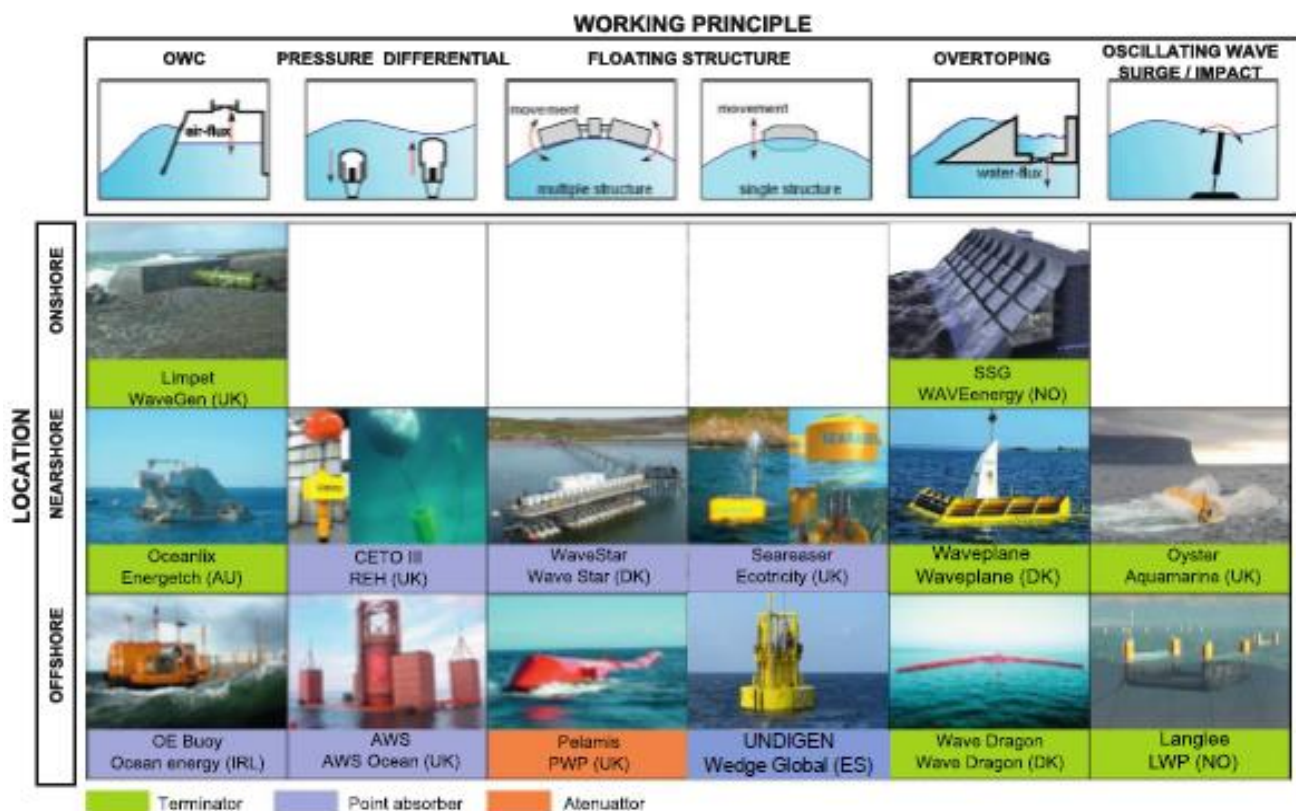 WORKING PRINCIPLE
OWC
PRESSURE DIFFERENTIAL
FLOATING STRUCTURE
OVERTOPING
OSCILLATING WAVE
SURGE / IMPACT
air-flux
movement
multiple structure
movement
single structure
water-flux
LOCATION
ONSHORE
Limpet
WaveGen (UK)
SSG
WAVEenergy (NO)
NEARSHORE
Oceanlix
Energetch (AU)
CETO III
REH (UK)
WaveStar
Wave Star (DK)
Seareaser
Ecotricity (UK)
Waveplane
Waveplane (DK)
Oyster
Aquamarine (UK)
OFFSHORE
OE Buoy
Ocean energy (IRL)
AWS
AWS Ocean (UK)
Pelamis
PWP (UK)
UNDIGEN
Wedge Global (ES)
Wave Dragon
Wave Dragon (DK)
Langlee
LWP (NO)
Terminator
Point absorber
Atenuattor